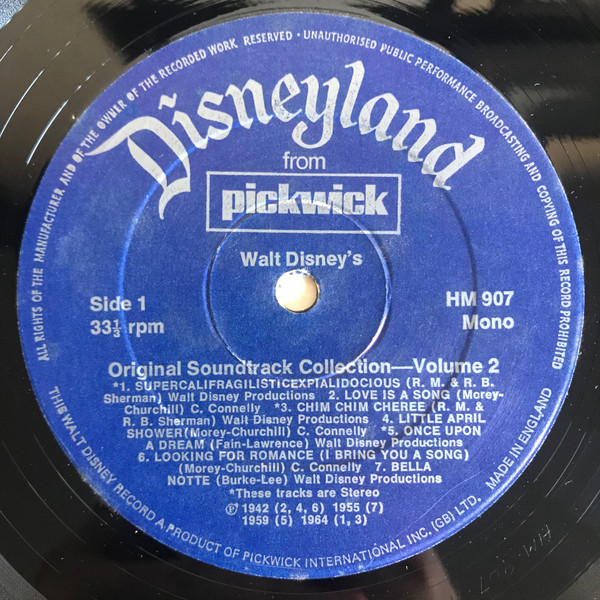 ALL RIGHTS OF THE MANUFACTURER AND OF THE OWNER OF THE RECORDED WORK RESERVED · UNAUTHORISED PUBLIC PERFORMANCE BROADCASTING AND COPYING OF THIS RECORD PROHIBITED
Disneyland
from
pickwick
Walt Disney's
Side 1
HM 907
33⅓ rpm
Mono
Original Soundtrack Collection—Volume 2
*1. SUPERCALIFRAGILISTICEXPIALIDOCIOUS (R. M. & R. B.
Sherman) Walt Disney Productions 2. LOVE IS A SONG (Morey-
Churchill) C. Connelly *3. CHIM CHIM CHEREE (R. M. &
R. B. Sherman) Walt Disney Productions 4. LITTLE APRIL
SHOWER (Morey-Churchill) C. Connelly *5. ONCE UPON
A DREAM (Fain-Lawrence) Walt Disney Productions
6. LOOKING FOR ROMANCE (I BRING YOU A SONG)
(Morey-Churchill) C. Connelly 7. BELLA
NOTTE (Burke-Lee) Walt Disney Productions
*These tracks are Stereo
℗ 1942 (2, 4, 6) 1955 (7)
1959 (5) 1964 (1, 3)
THIS WALT DISNEY RECORD A PRODUCT OF PICKWICK INTERNATIONAL INC. (GB) LTD. MADE IN ENGLAND